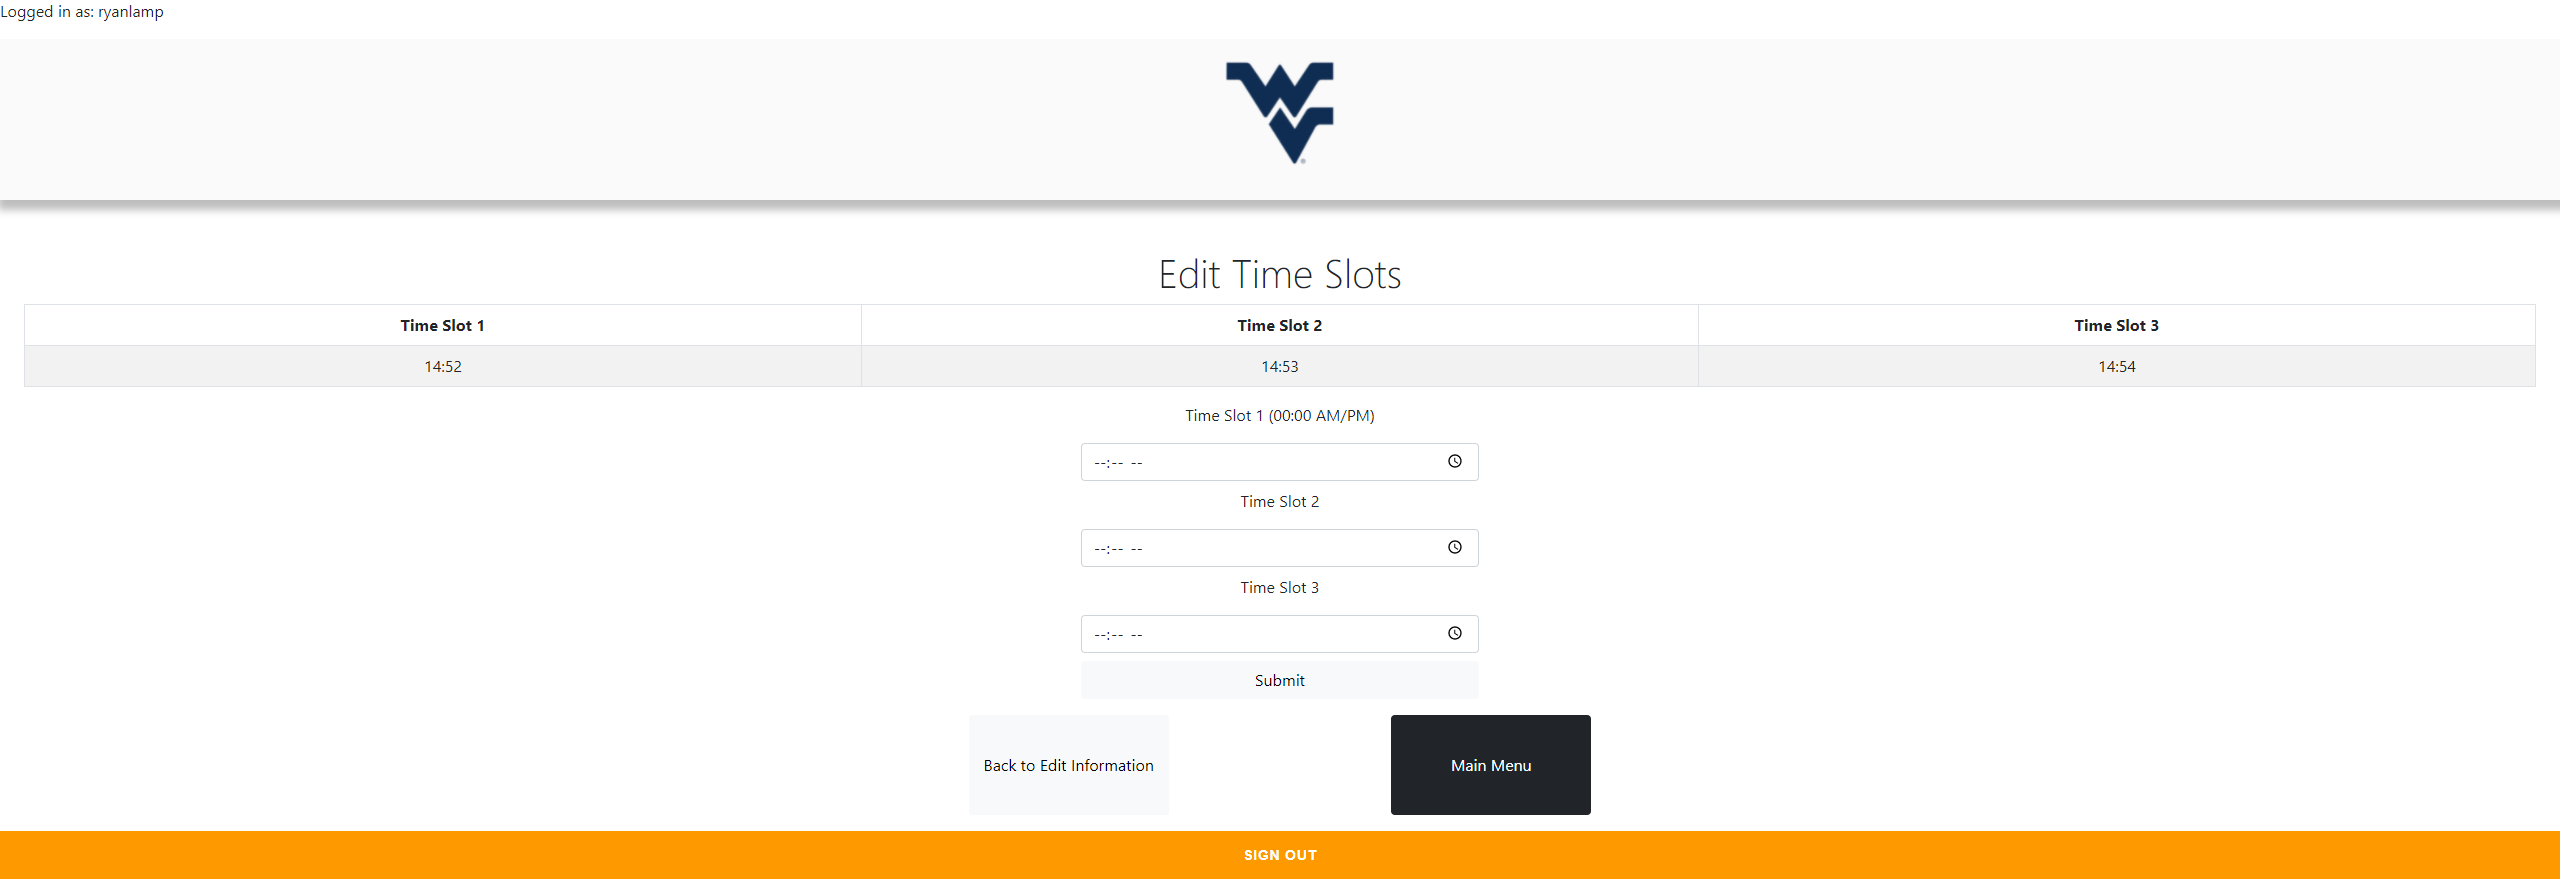 Logged in as: ryanlamp
WV
Edit Time Slots
Time Slot 1 Time Slot 2 Time Slot 3
14:52 14:53 14:54
Time Slot 1 (00:00 AM/PM)
--:-- --
Time Slot 2
--:-- --
Time Slot 3
--:-- --
Submit
Back to Edit Information Main Menu
SIGN OUT